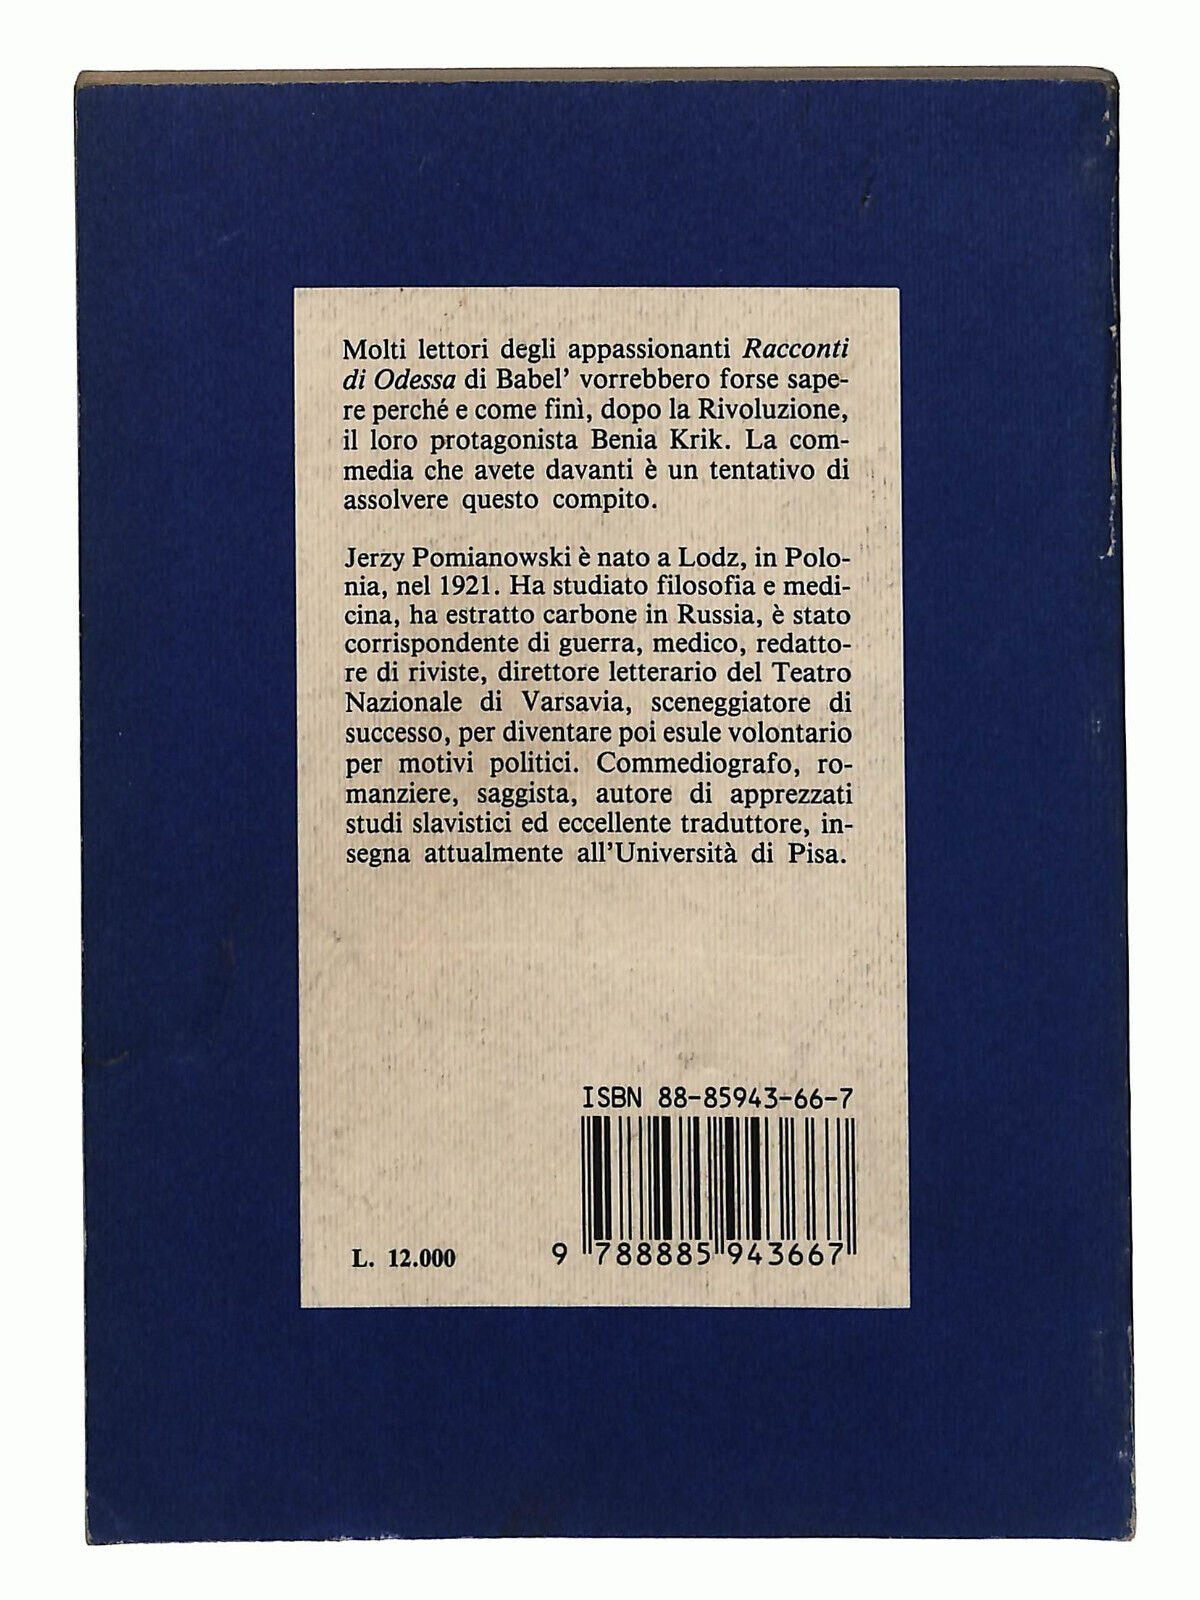 Molti lettori degli appassionanti Racconti
di Odessa di Babel' vorrebbero forse sape-
re perché e come finì, dopo la Rivoluzione,
il loro protagonista Benia Krik. La com-
media che avete davanti è un tentativo di
assolvere questo compito.
Jerzy Pomianowski è nato a Lodz, in Polo-
nia, nel 1921. Ha studiato filosofia e medi-
cina, ha estratto carbone in Russia, è stato
corrispondente di guerra, medico, redatto-
re di riviste, direttore letterario del Teatro
Nazionale di Varsavia, sceneggiatore di
successo, per diventare poi esule volontario
per motivi politici. Commediografo, ro-
manziere, saggista, autore di apprezzati
studi slavistici ed eccellente traduttore, in-
segna attualmente all'Università di Pisa.
ISBN 88-85943-66-7
L. 12.000
9 788885 943667